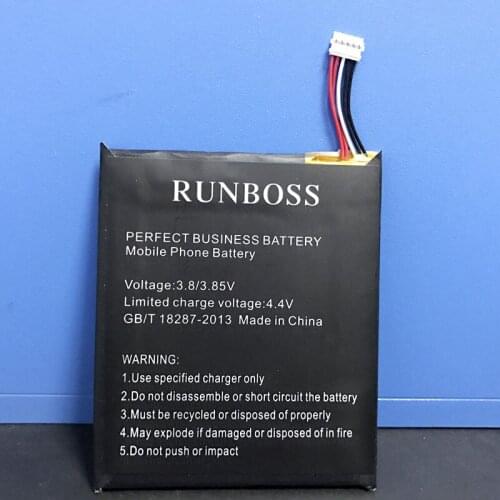 RUNBOSS
PERFECT BUSINESS BATTERY
Mobile Phone Battery
Voltage:3.8/3.85V
Limited charge voltage:4.4V
GB/T 18287-2013 Made in China
WARNING:
1.Use specified charger only
2.Do not disassemble or short circuit the battery
3.Must be recycled or disposed of properly
4.May explode if damaged or disposed of in fire
5.Do not push or impact